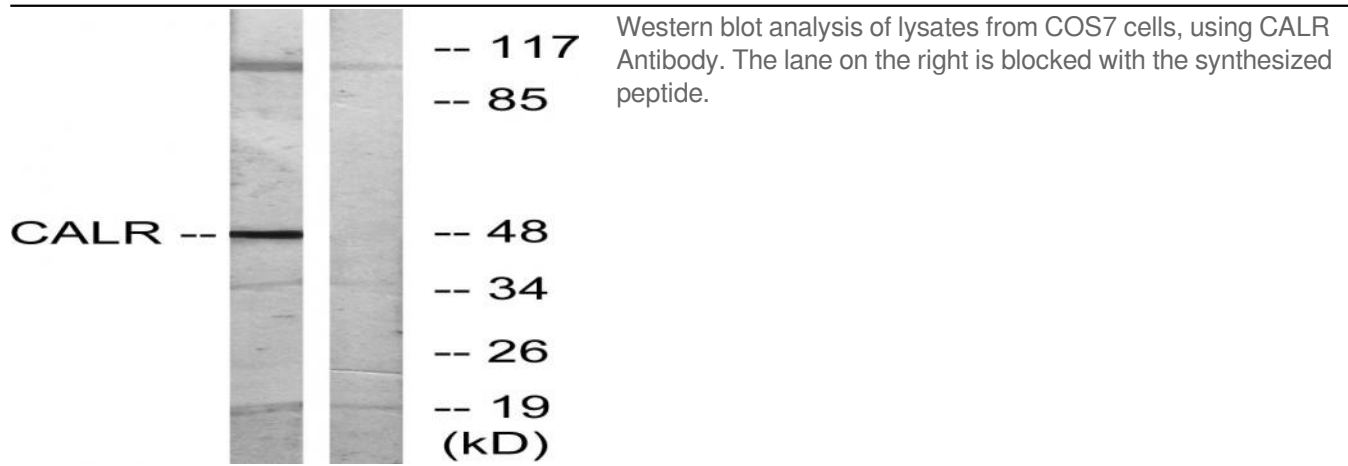 -- 117
-- 85
CALR --
-- 48
-- 34
-- 26
-- 19
(kD)
Western blot analysis of lysates from COS7 cells, using CALR
Antibody. The lane on the right is blocked with the synthesized
peptide.